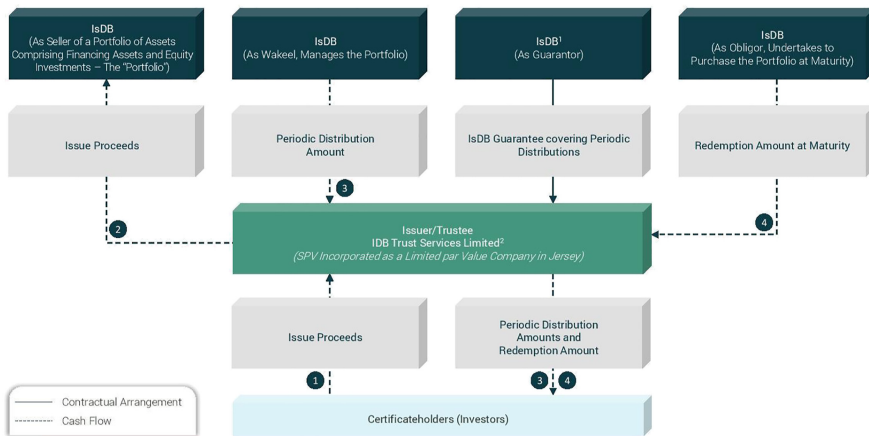 IsDB
(As Seller of a Portfolio of Assets
Comprising Financing Assets and Equity
Investments – The “Portfolio”)
IsDB
(As Wakeel, Manages the Portfolio)
IsDB¹
(As Guarantor)
IsDB
(As Obligor, Undertakes to
Purchase the Portfolio at Maturity)
Issue Proceeds
Periodic Distribution
Amount
IsDB Guarantee covering Periodic
Distributions
Redemption Amount at Maturity
3
2
4
Issuer/Trustee
IDB Trust Services Limited²
(SPV Incorporated as a Limited par Value Company in Jersey)
Issue Proceeds
Periodic Distribution
Amounts and
Redemption Amount
1
3
4
Certificateholders (Investors)
Contractual Arrangement
Cash Flow